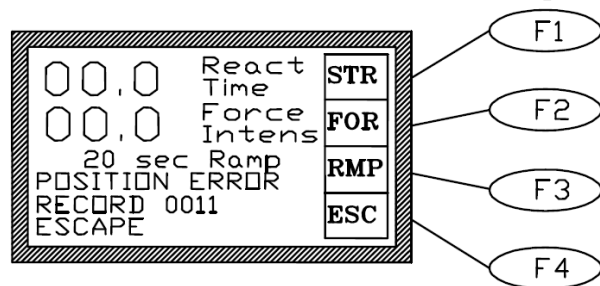 00.0 React Time
00.0 Force Intens
20 sec Ramp
POSITION ERROR
RECORD 0011
ESCAPE
STR
FOR
RMP
ESC
F1
F2
F3
F4